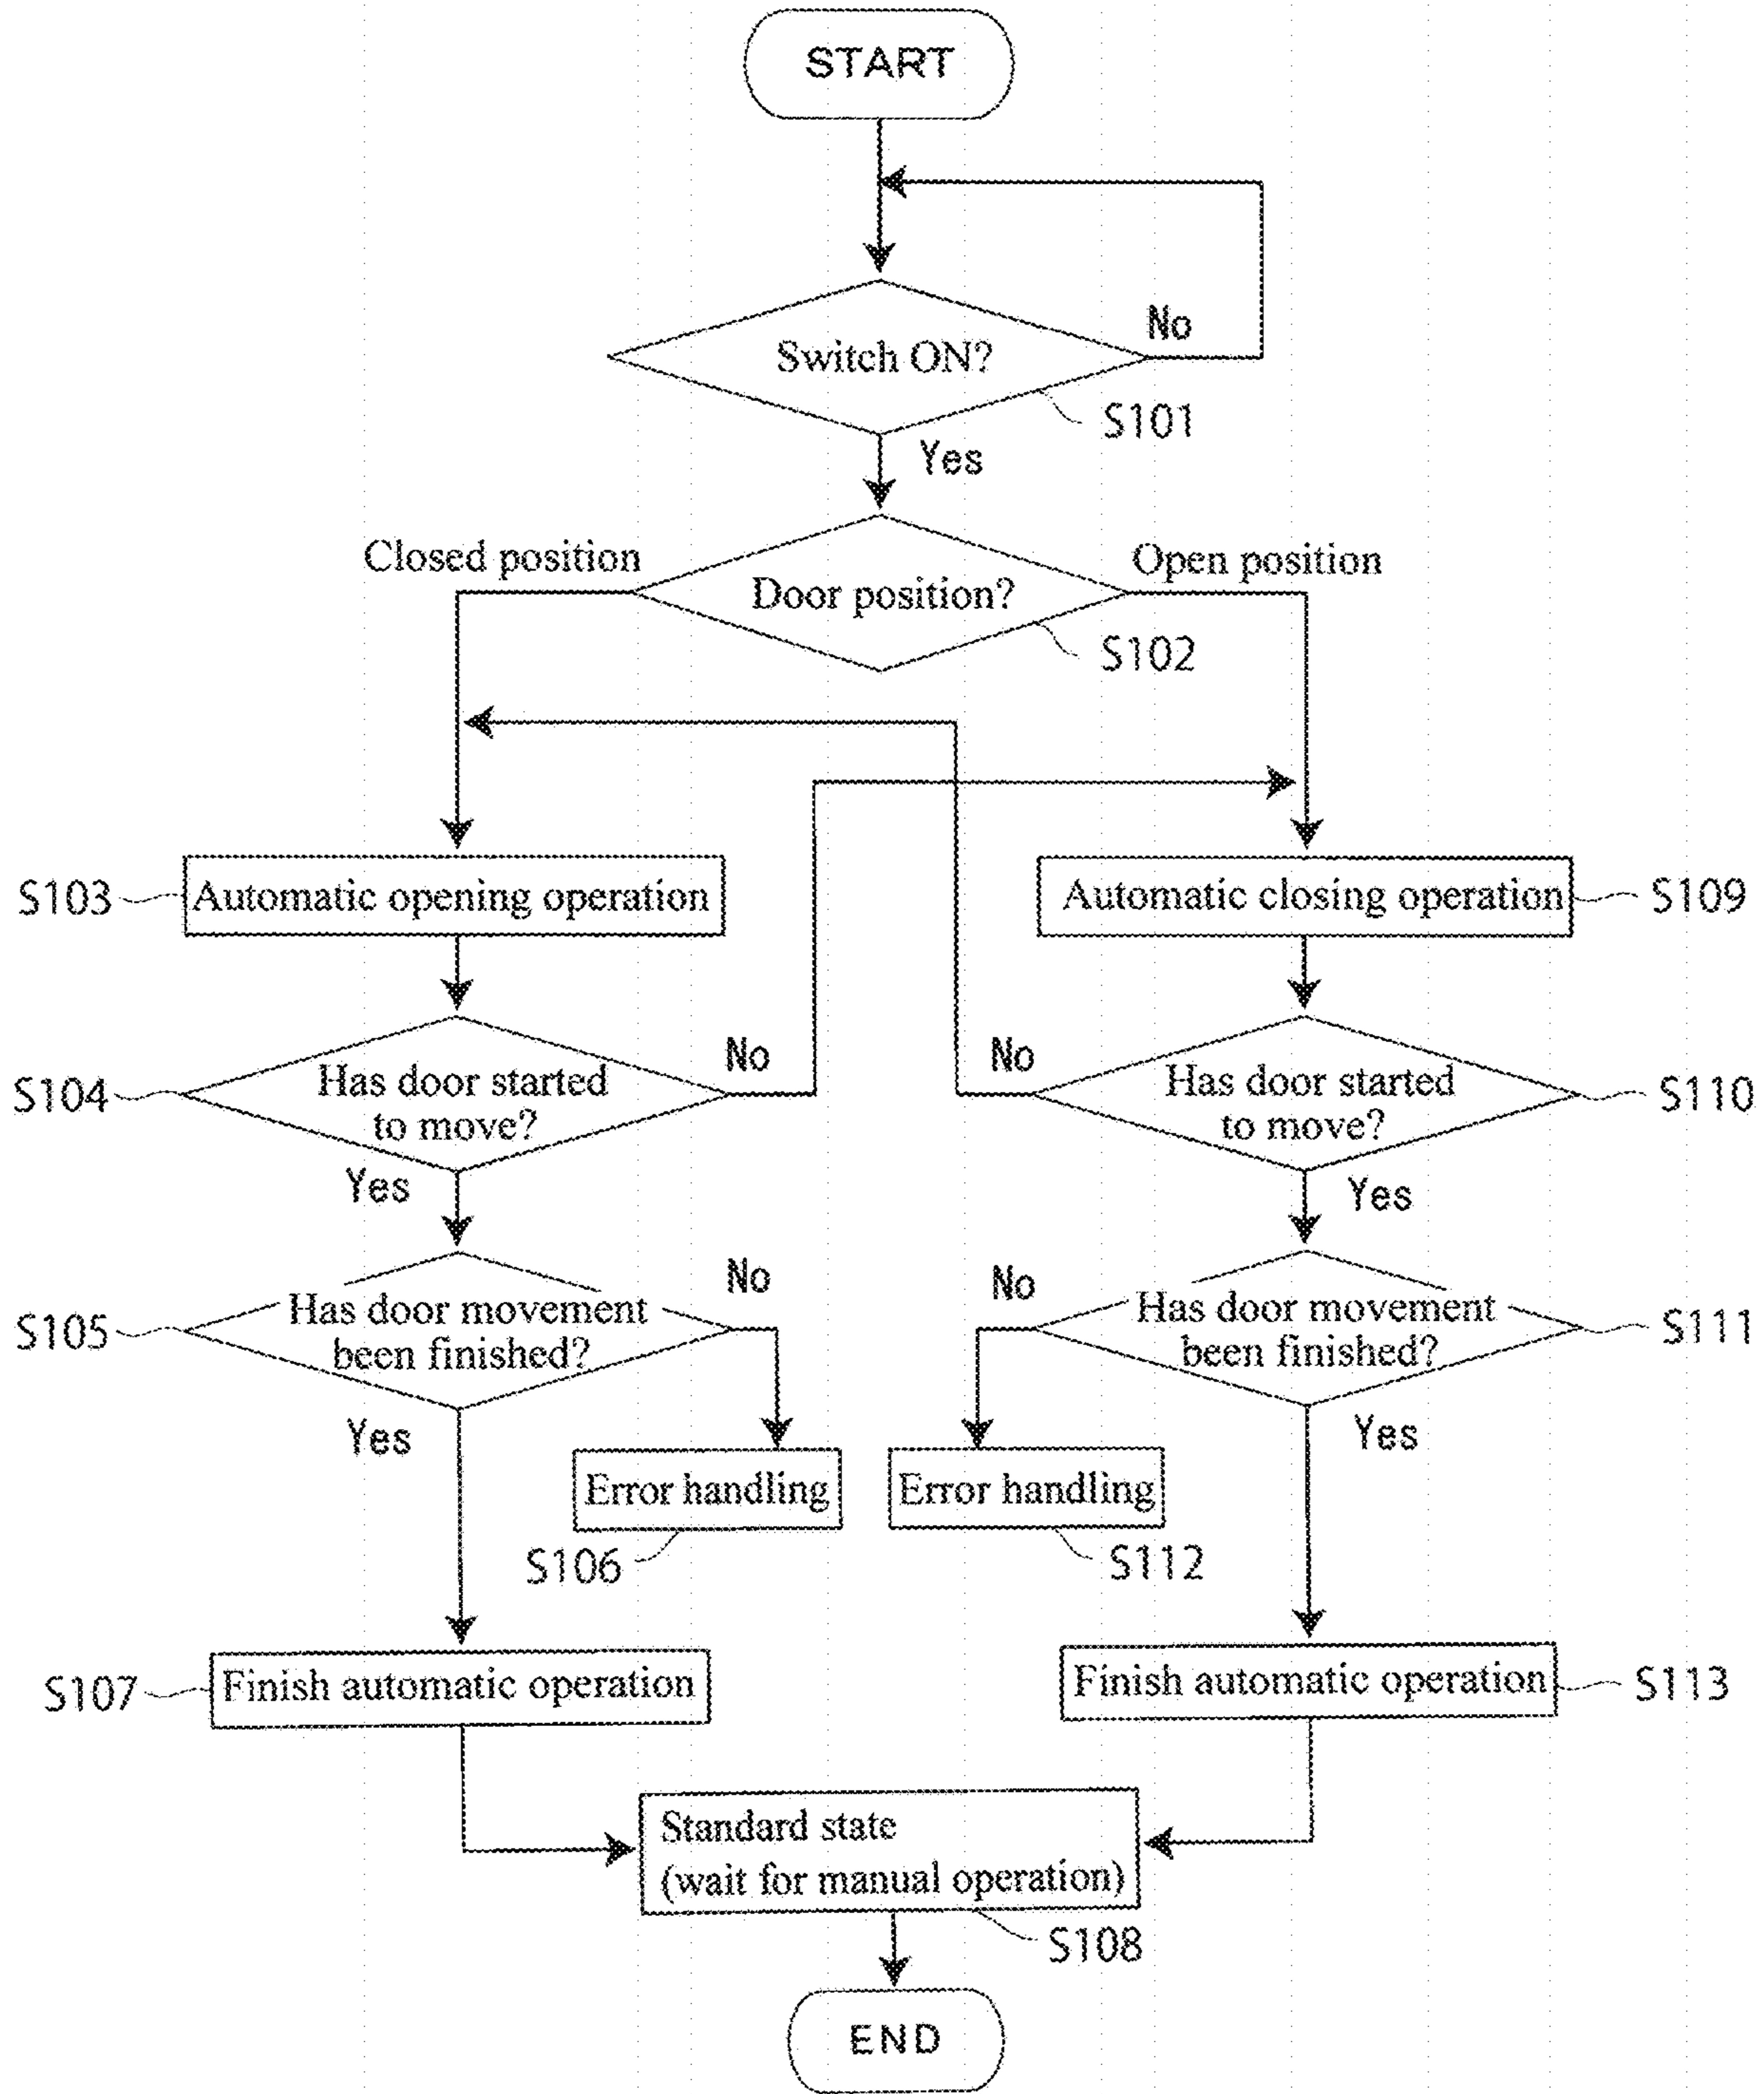 START
No
Switch ON?
S101
Yes
Closed position
Open position
Door position?
S102
S103
Automatic opening operation
Automatic closing operation
S109
No
No
S104
Has door started
to move?
Has door started
to move?
S110
Yes
Yes
No
No
S105
Has door movement
been finished?
Has door movement
been finished?
S111
Yes
Yes
Error handling
Error handling
S106
S112
S107
Finish automatic operation
Finish automatic operation
S113
Standard state
(wait for manual operation)
S108
END